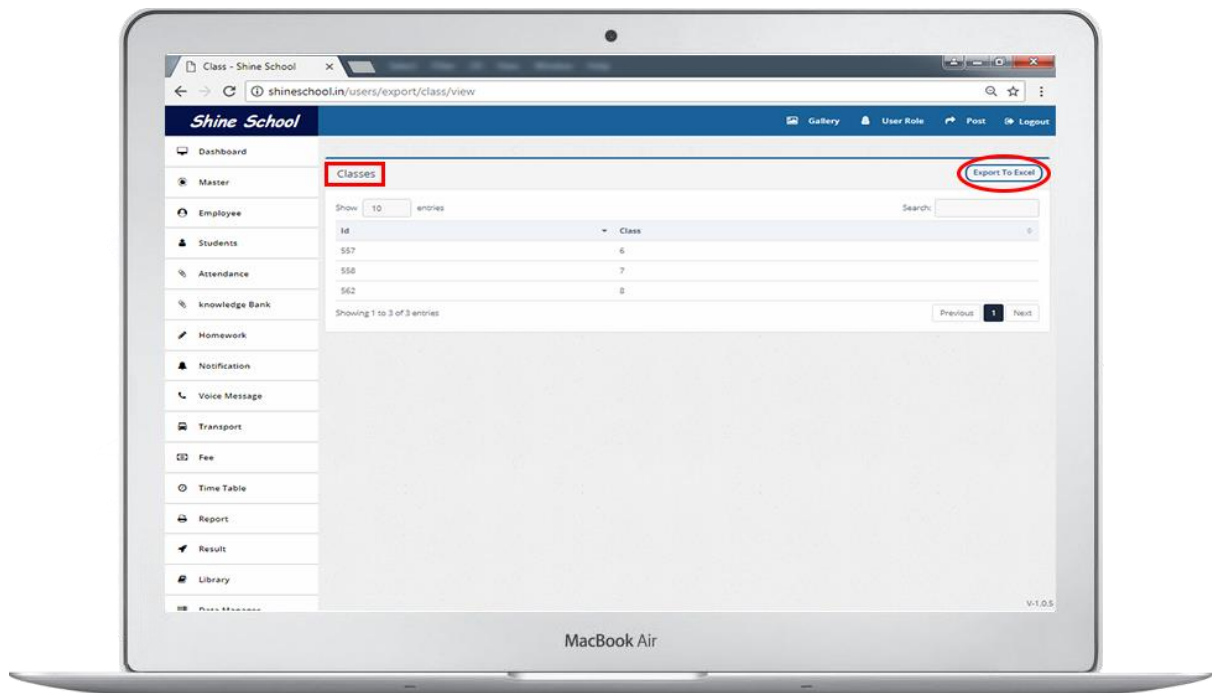 Class - Shine School
shineschool.in/users/export/class/view
Shine School
Gallery User Role Post Logout
Dashboard
Master
Employee
Students
Attendance
knowledge Bank
Homework
Notification
Voice Message
Transport
Fee
Time Table
Report
Result
Library
Data Manager
Classes
Export To Excel
Show 10 entries
Search:
Id Class
557 6
558 7
562 8
Showing 1 to 3 of 3 entries
Previous 1 Next
V-1.0.5
MacBook Air